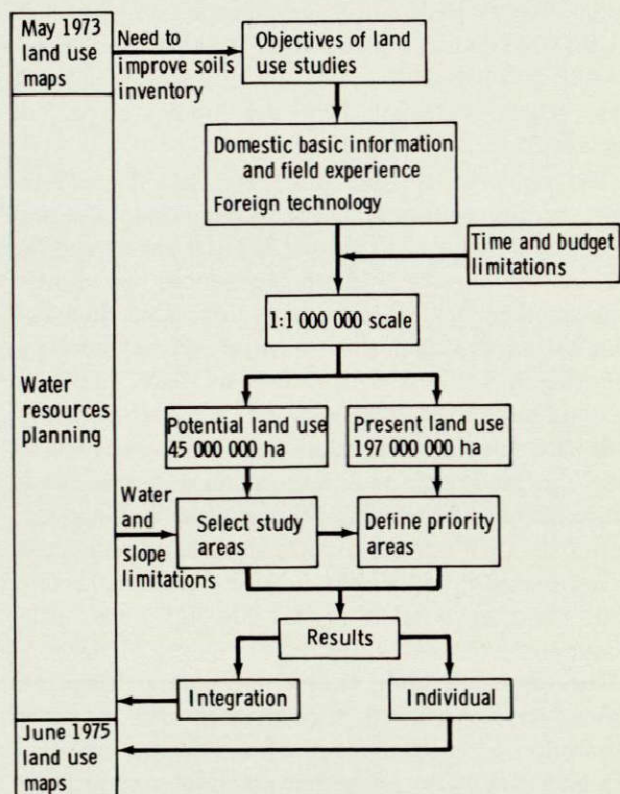 May 1973
land use
maps
Need to
improve soils
inventory
Objectives of land
use studies
Domestic basic information
and field experience
Foreign technology
Time and budget
limitations
1:1 000 000 scale
Water
resources
planning
Potential land use
45 000 000 ha
Present land use
197 000 000 ha
Water
and
slope
limitations
Select study
areas
Define priority
areas
Results
Integration
Individual
June 1975
land use
maps